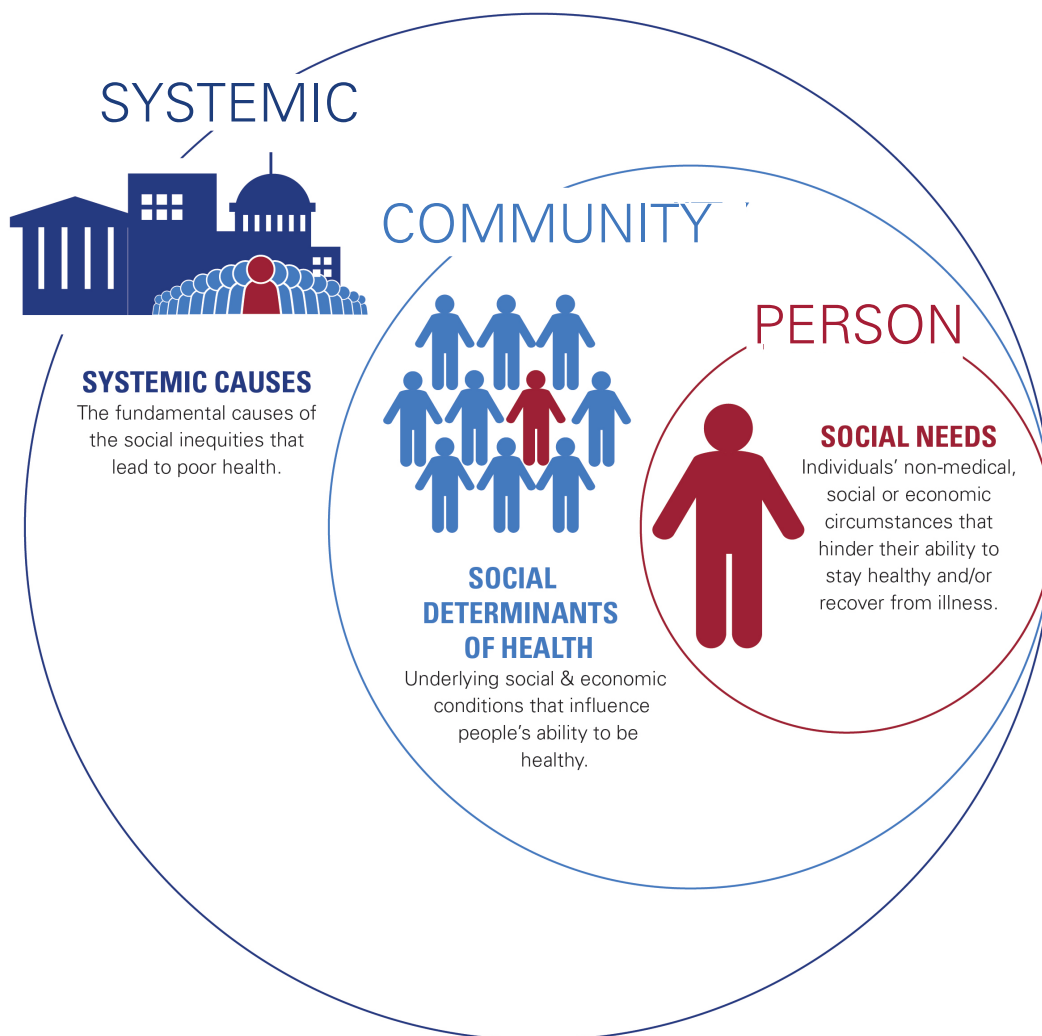 SYSTEMIC
SYSTEMIC CAUSES
The fundamental causes of
the social inequities that
lead to poor health.
COMMUNITY
SOCIAL
DETERMINANTS
OF HEALTH
Underlying social & economic
conditions that influence
people’s ability to be
healthy.
PERSON
SOCIAL NEEDS
Individuals’ non-medical,
social or economic
circumstances that
hinder their ability to
stay healthy and/or
recover from illness.